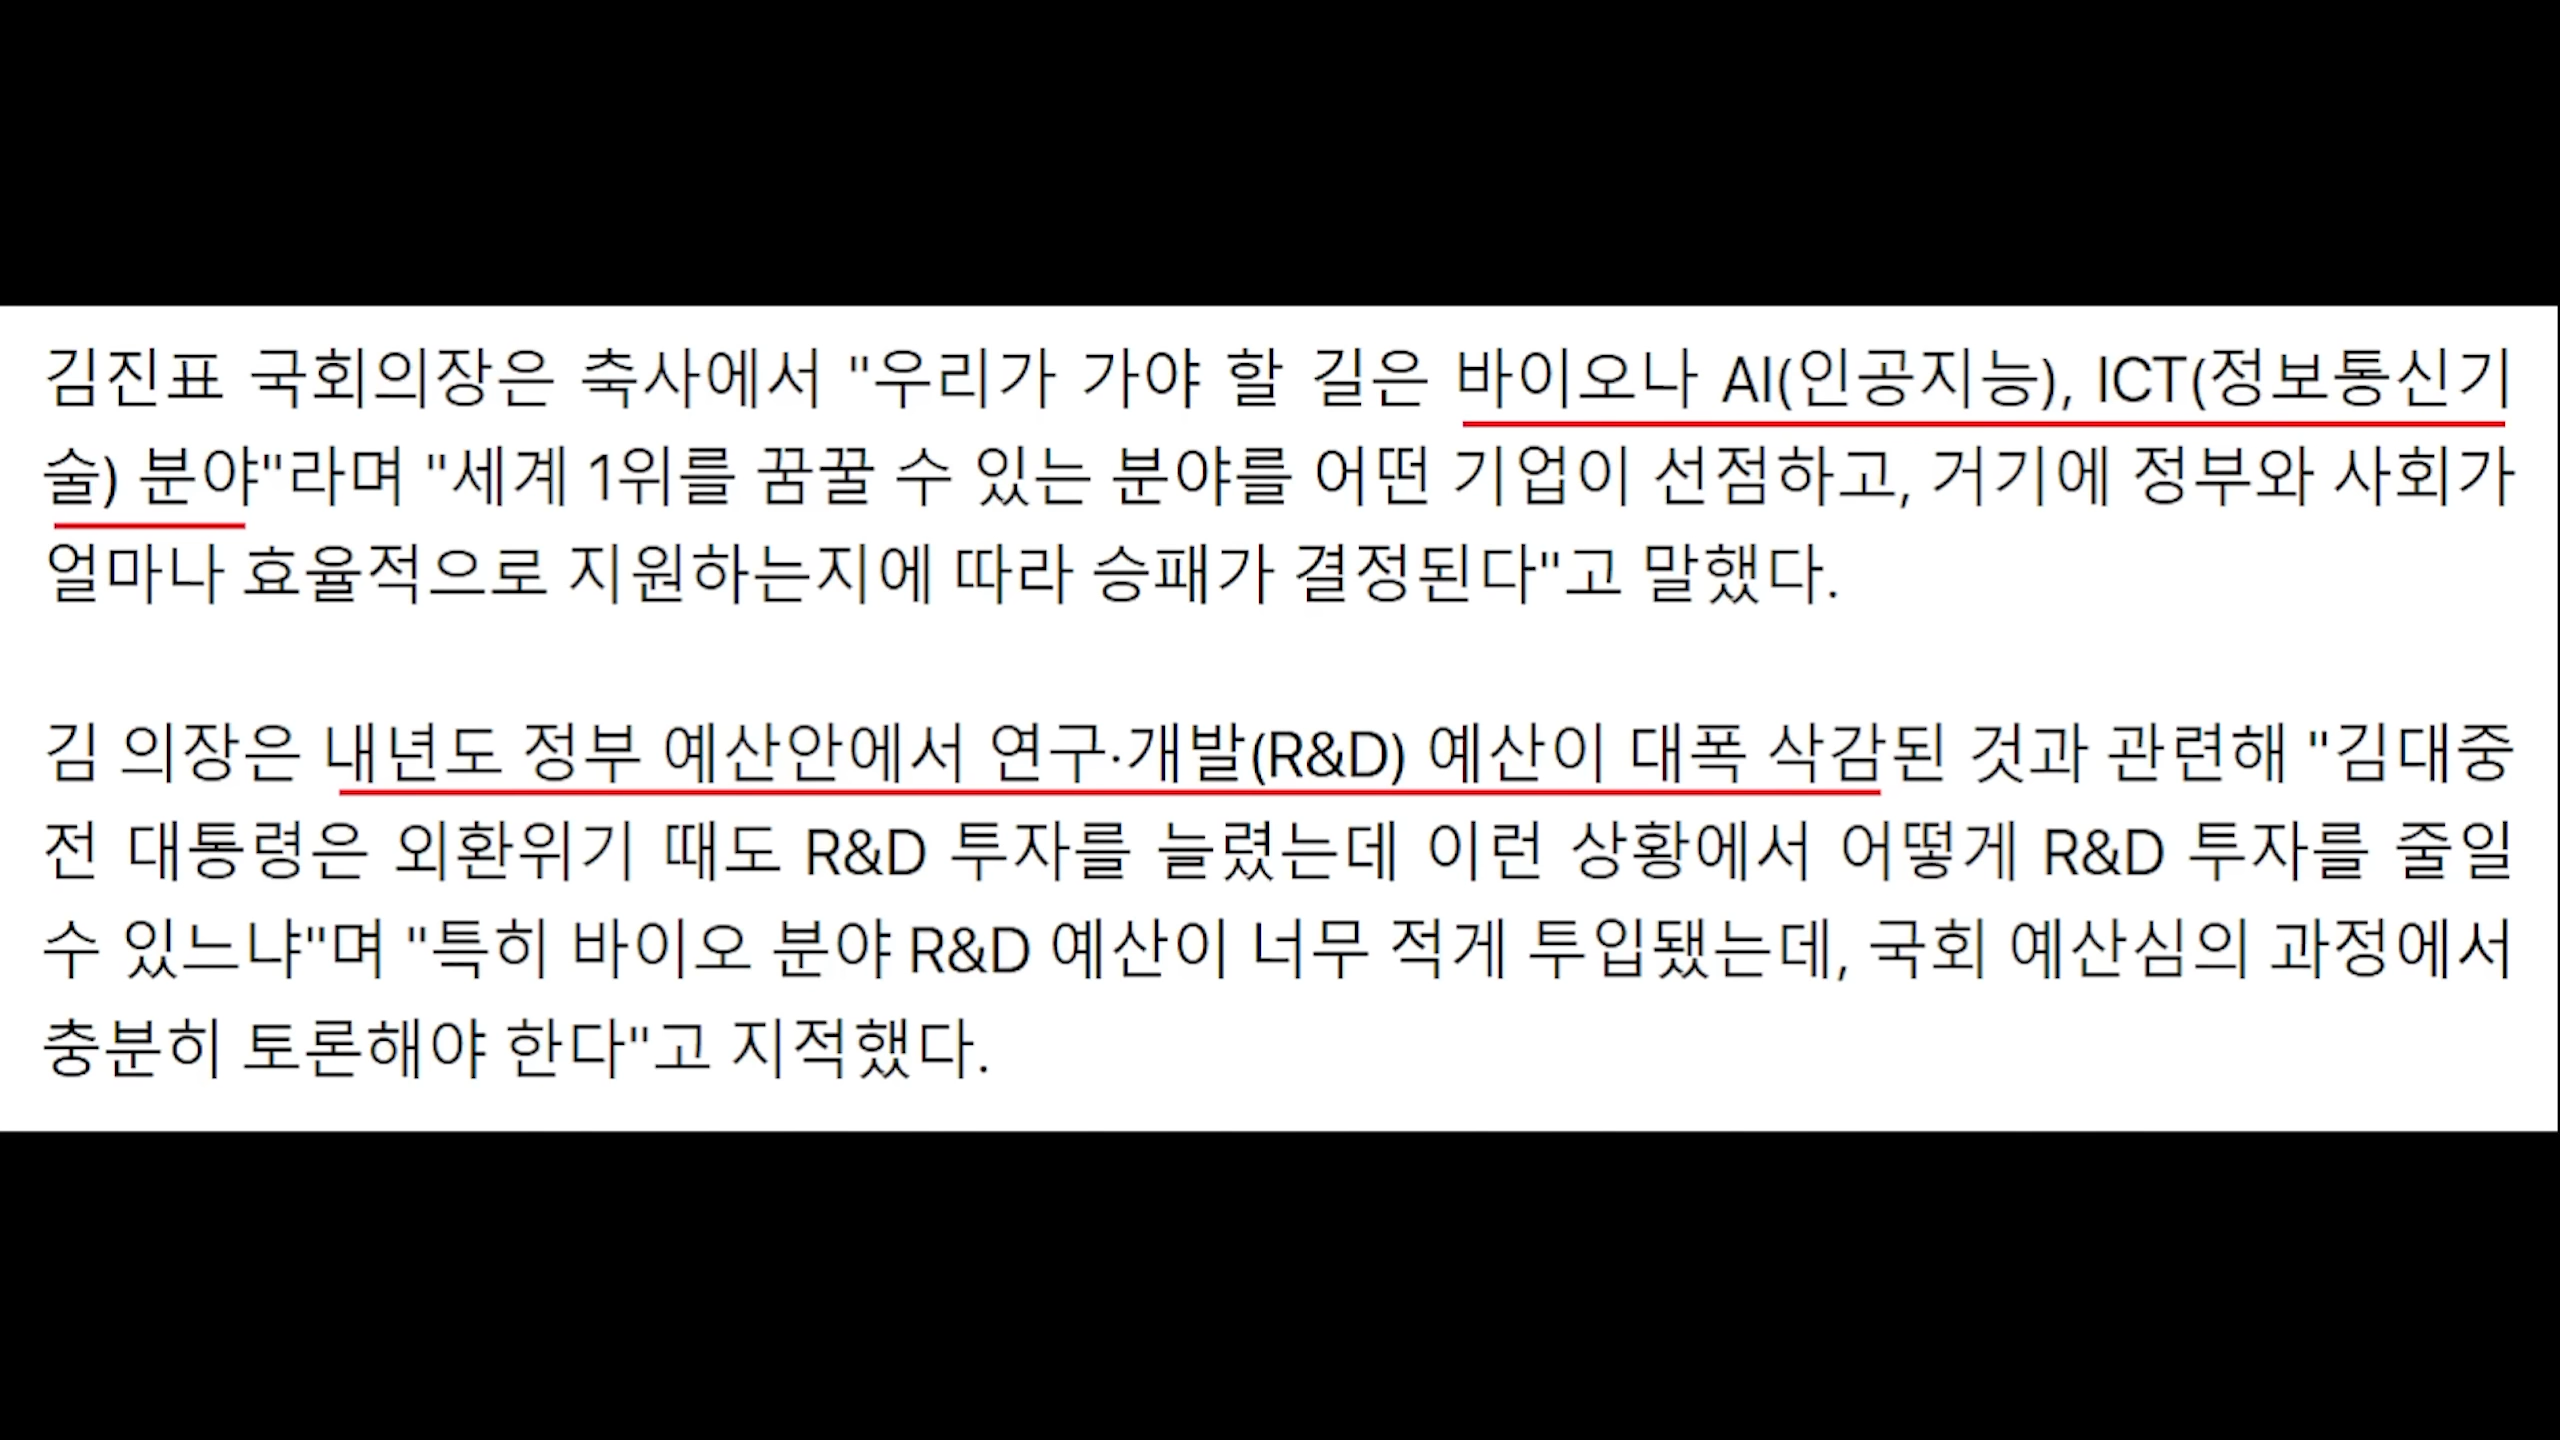 김진표 국회의장은 축사에서 "우리가 가야 할 길은 바이오나 AI(인공지능), ICT(정보통신기
술) 분야"라며 "세계 1위를 꿈꿀 수 있는 분야를 어떤 기업이 선점하고, 거기에 정부와 사회가
얼마나 효율적으로 지원하는지에 따라 승패가 결정된다"고 말했다.
김 의장은 내년도 정부 예산안에서 연구·개발(R&D) 예산이 대폭 삭감된 것과 관련해 "김대중
전 대통령은 외환위기 때도 R&D 투자를 늘렸는데 이런 상황에서 어떻게 R&D 투자를 줄일
수 있느냐"며 "특히 바이오 분야 R&D 예산이 너무 적게 투입됐는데, 국회 예산심의 과정에서
충분히 토론해야 한다"고 지적했다.